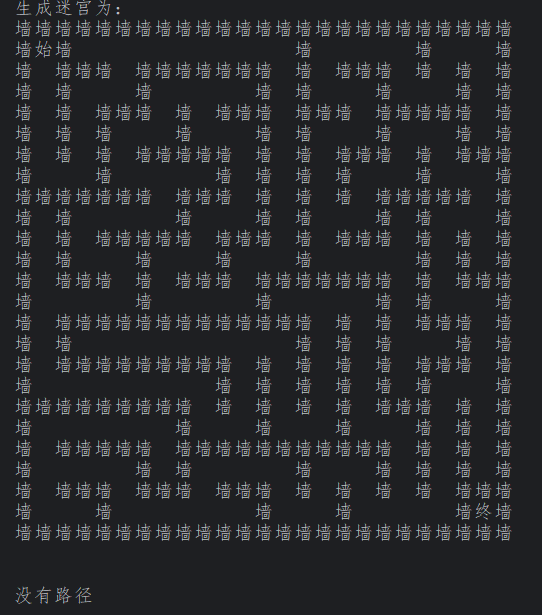 生成迷宫为：
墙墙墙墙墙墙墙墙墙墙墙墙墙墙墙墙墙墙墙墙墙墙墙墙墙
墙始墙　　　　　　　　　　　墙　　　　　墙　　　墙
墙　墙墙墙　墙墙墙墙墙墙墙　墙　墙墙墙　墙　墙　墙
墙　墙　　　墙　　　　　墙　墙　　　墙　　　墙　墙
墙　墙　墙墙墙　墙　墙墙墙　墙墙墙　墙墙墙墙墙　墙
墙　墙　墙　　　墙　　　墙　墙　　　墙　　　墙　墙
墙　墙　墙　墙墙墙墙墙　墙　墙　墙墙墙　墙　墙墙墙
墙　　　墙　　　　　墙　墙　墙　墙　　　墙　　　墙
墙墙墙墙墙墙墙　墙墙墙　墙　墙　墙　墙墙墙墙墙　墙
墙　墙　　　　　墙　　　墙　墙　　　墙　墙　　　墙
墙　墙　墙墙墙墙墙　墙墙墙　墙　墙墙墙　墙　墙　墙
墙　墙　　　墙　　　墙　　　墙　　　　　墙　墙　墙
墙　墙墙墙　墙　墙墙墙　墙墙墙墙墙墙墙　墙　墙墙墙
墙　　　　　墙　　　　　墙　　　　　墙　墙　　　墙
墙　墙墙墙墙墙墙墙墙墙墙墙墙墙　墙　墙　墙墙墙　墙
墙　墙　　　　　　　　　　　墙　墙　墙　　　墙　墙
墙　墙墙墙墙墙墙墙墙墙　墙　墙　墙　墙　墙墙墙　墙
墙　　　　　　　　　墙　墙　墙　墙　墙　墙　　　墙
墙墙墙墙墙墙墙墙墙　墙　墙　墙　墙　墙墙墙　墙　墙
墙　　　　　　　墙　　　墙　　　墙　　　墙　墙　墙
墙　墙墙墙墙墙　墙墙墙墙墙墙墙墙墙墙墙　墙　墙　墙
墙　　　　　墙　墙　　　　　墙　　　墙　墙　墙　墙
墙　墙墙墙　墙墙墙　墙墙墙　墙　墙　墙　墙　墙墙墙
墙　　　墙　　　　　　　墙　　　墙　　　　　墙终墙
墙墙墙墙墙墙墙墙墙墙墙墙墙墙墙墙墙墙墙墙墙墙墙墙墙
没有路径